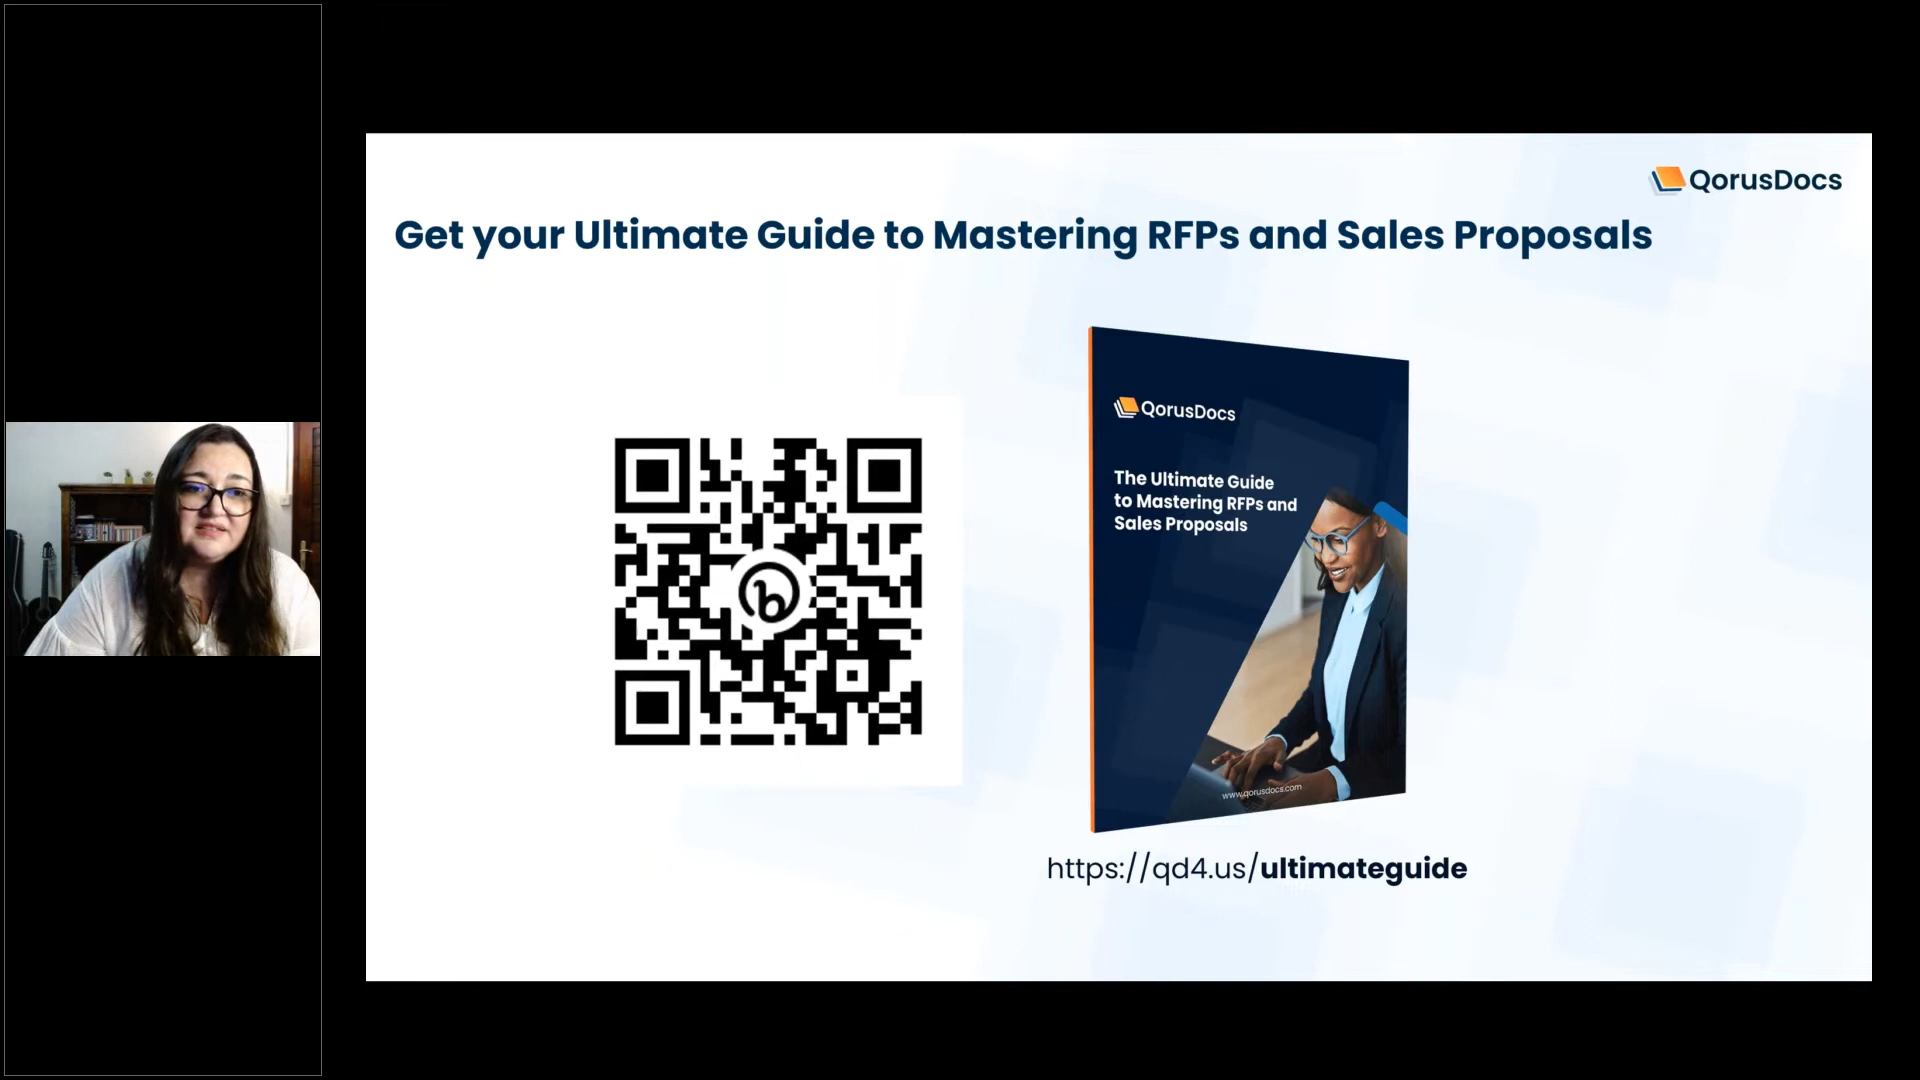 QorusDocs
Get your Ultimate Guide to Mastering RFPs and Sales Proposals
QorusDocs
The Ultimate Guide
to Mastering RFPs and
Sales Proposals
www.qorusdocs.com
https://qd4.us/ultimateguide